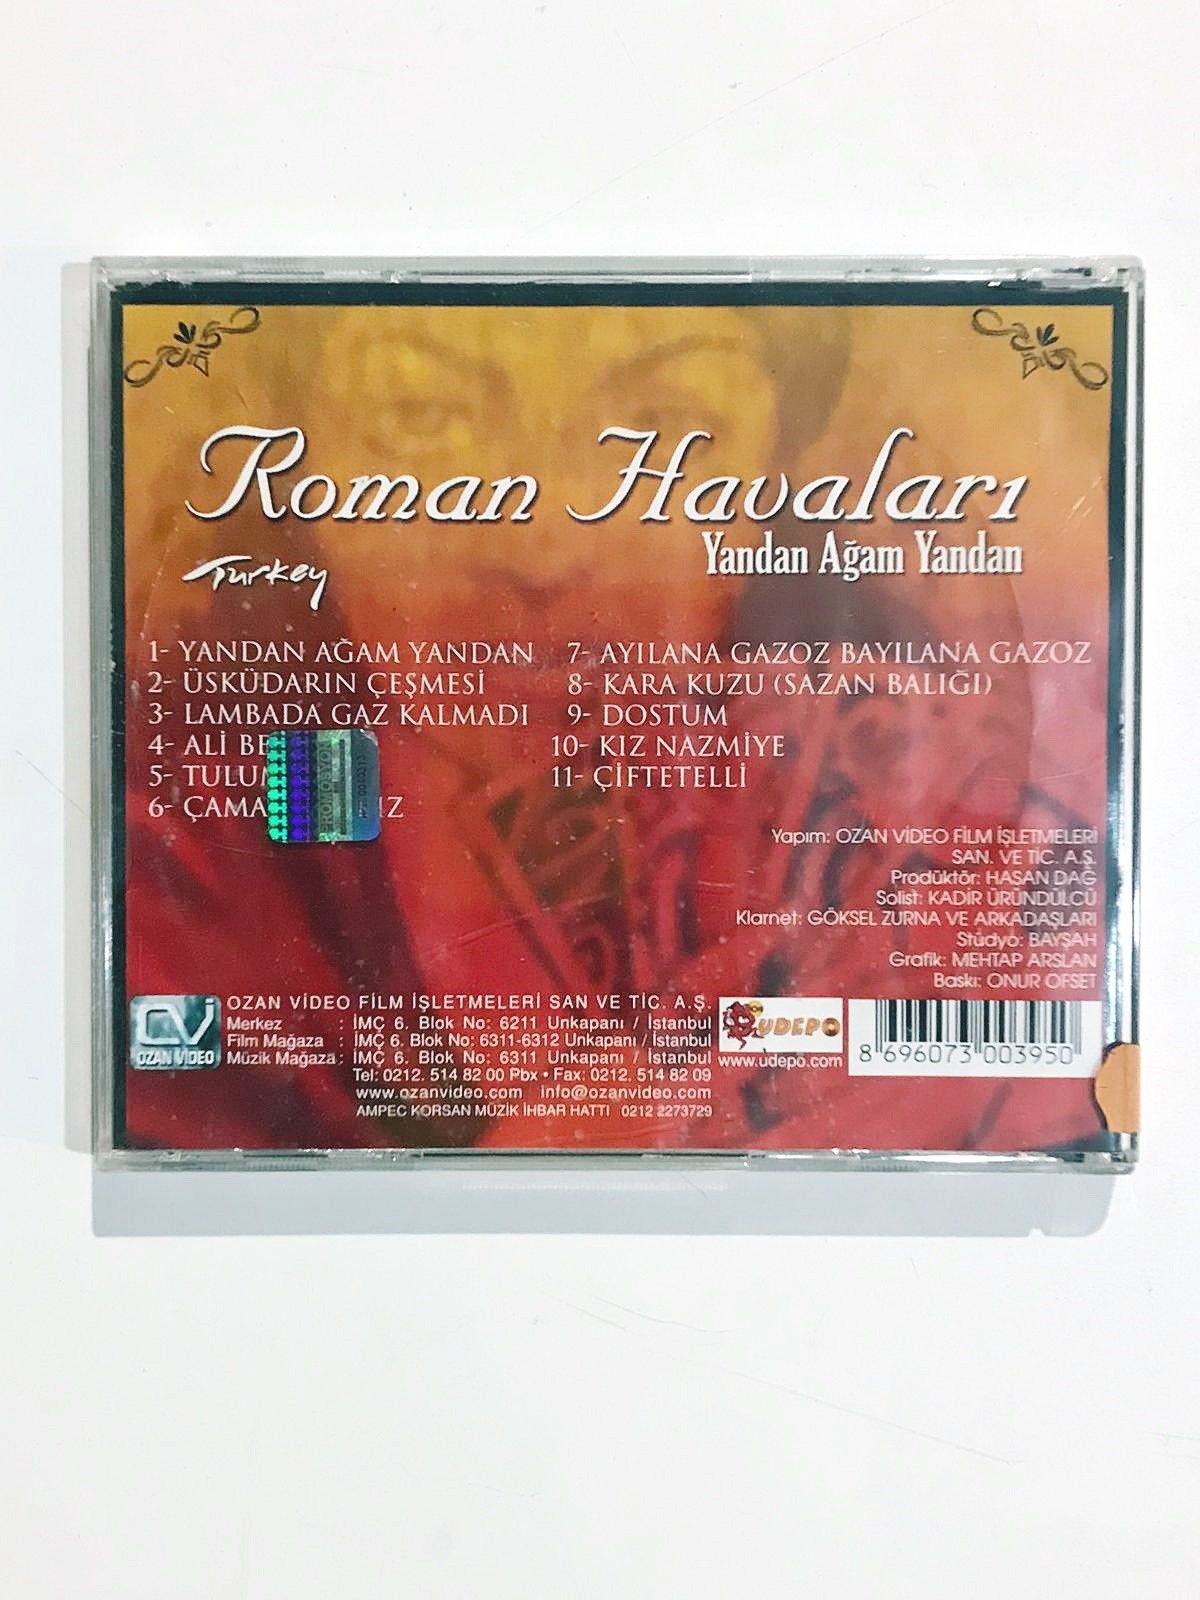 Roman Havaları
Yandan Ağam Yandan
Turkey
1- YANDAN AĞAM YANDAN
2- ÜSKÜDARIN ÇEŞMESİ
3- LAMBADA GAZ KALMADI
4- ALİ
5-
6-
7- AYILANA GAZOZ BAYILANA GAZOZ
8- KARA KUZU (SAZAN BALIĞI)
9- DOSTUM
10- KIZ NAZMİYE
11- ÇİFTETELLİ
Yapım: OZAN VİDEO FİLM İŞLETMELERİ
SAN. VE TİC. A.Ş.
Prodüktör: HASAN DAĞ
Solist: KADİR ÜRÜNDÜLCÜ
Klarnet: GÖKSEL ZURNA VE ARKADAŞLARI
Stüdyo: BAYŞAH
Grafik: MEHTAP ARSLAN
Baskı: ONUR OFSET
OZAN VİDEO
OZAN VİDEO FİLM İŞLETMELERİ SAN VE TİC. A.Ş.
Merkez : İMÇ 6. Blok No: 6211 Unkapanı / İstanbul
Film Mağaza : İMÇ 6. Blok No: 6311-6312 Unkapanı / İstanbul
Müzik Mağaza : İMÇ 6. Blok No: 6311 Unkapanı / İstanbul
Tel: 0212. 514 82 00 Pbx • Fax: 0212. 514 82 09
www.ozanvideo.com info@ozanvideo.com
AMPEC KORSAN MÜZİK İHBAR HATTI 0212 2273729
UDEPO
www.udepo.com
8 696073 003950